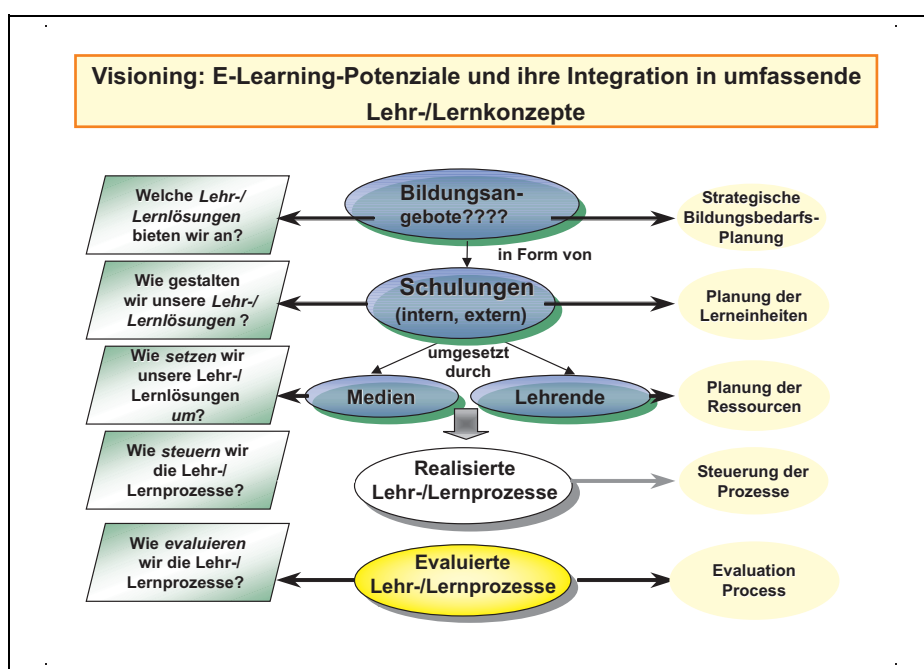 Visioning: E-Learning-Potenziale und ihre Integration in umfassende
Lehr-/Lernkonzepte
Welche Lehr-/
Lernlösungen
bieten wir an?
Bildungsan-
gebote????
Strategische
Bildungsbedarfs-
Planung
in Form von
Wie gestalten
wir unsere Lehr-/
Lernlösungen ?
Schulungen
(intern, extern)
Planung der
Lerneinheiten
umgesetzt
durch
Wie setzen wir
unsere Lehr-/
Lernlösungen
um?
Medien
Lehrende
Planung der
Ressourcen
Wie steuern wir
die Lehr-/
Lernprozesse?
Realisierte
Lehr-/Lernprozesse
Steuerung der
Prozesse
Wie evaluieren
wir die Lehr-/
Lernprozesse?
Evaluierte
Lehr-/Lernprozesse
Evaluation
Process